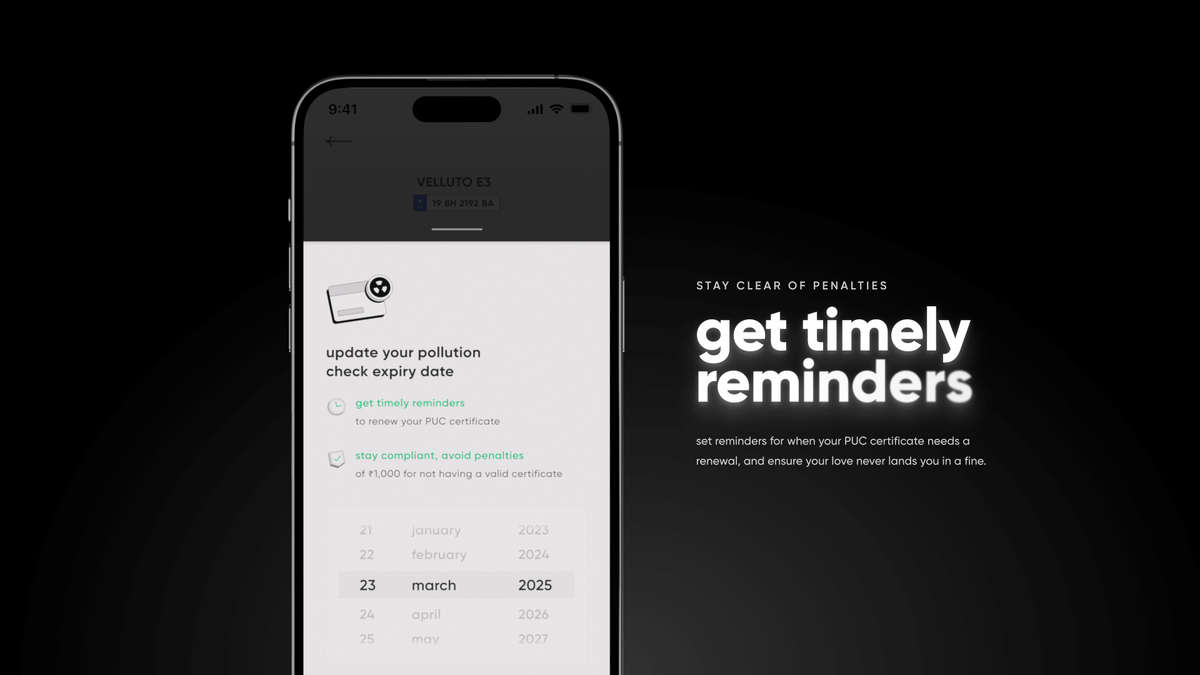 9:41
VELLUTO E3
19 BH 2192 BA
update your pollution
check expiry date
get timely reminders
to renew your PUC certificate
stay compliant, avoid penalties
of ₹1,000 for not having a valid certificate
21 january 2023
22 february 2024
23 march 2025
24 april 2026
25 may 2027
STAY CLEAR OF PENALTIES
get timely
reminders
set reminders for when your PUC certificate needs a
renewal, and ensure your love never lands you in a fine.